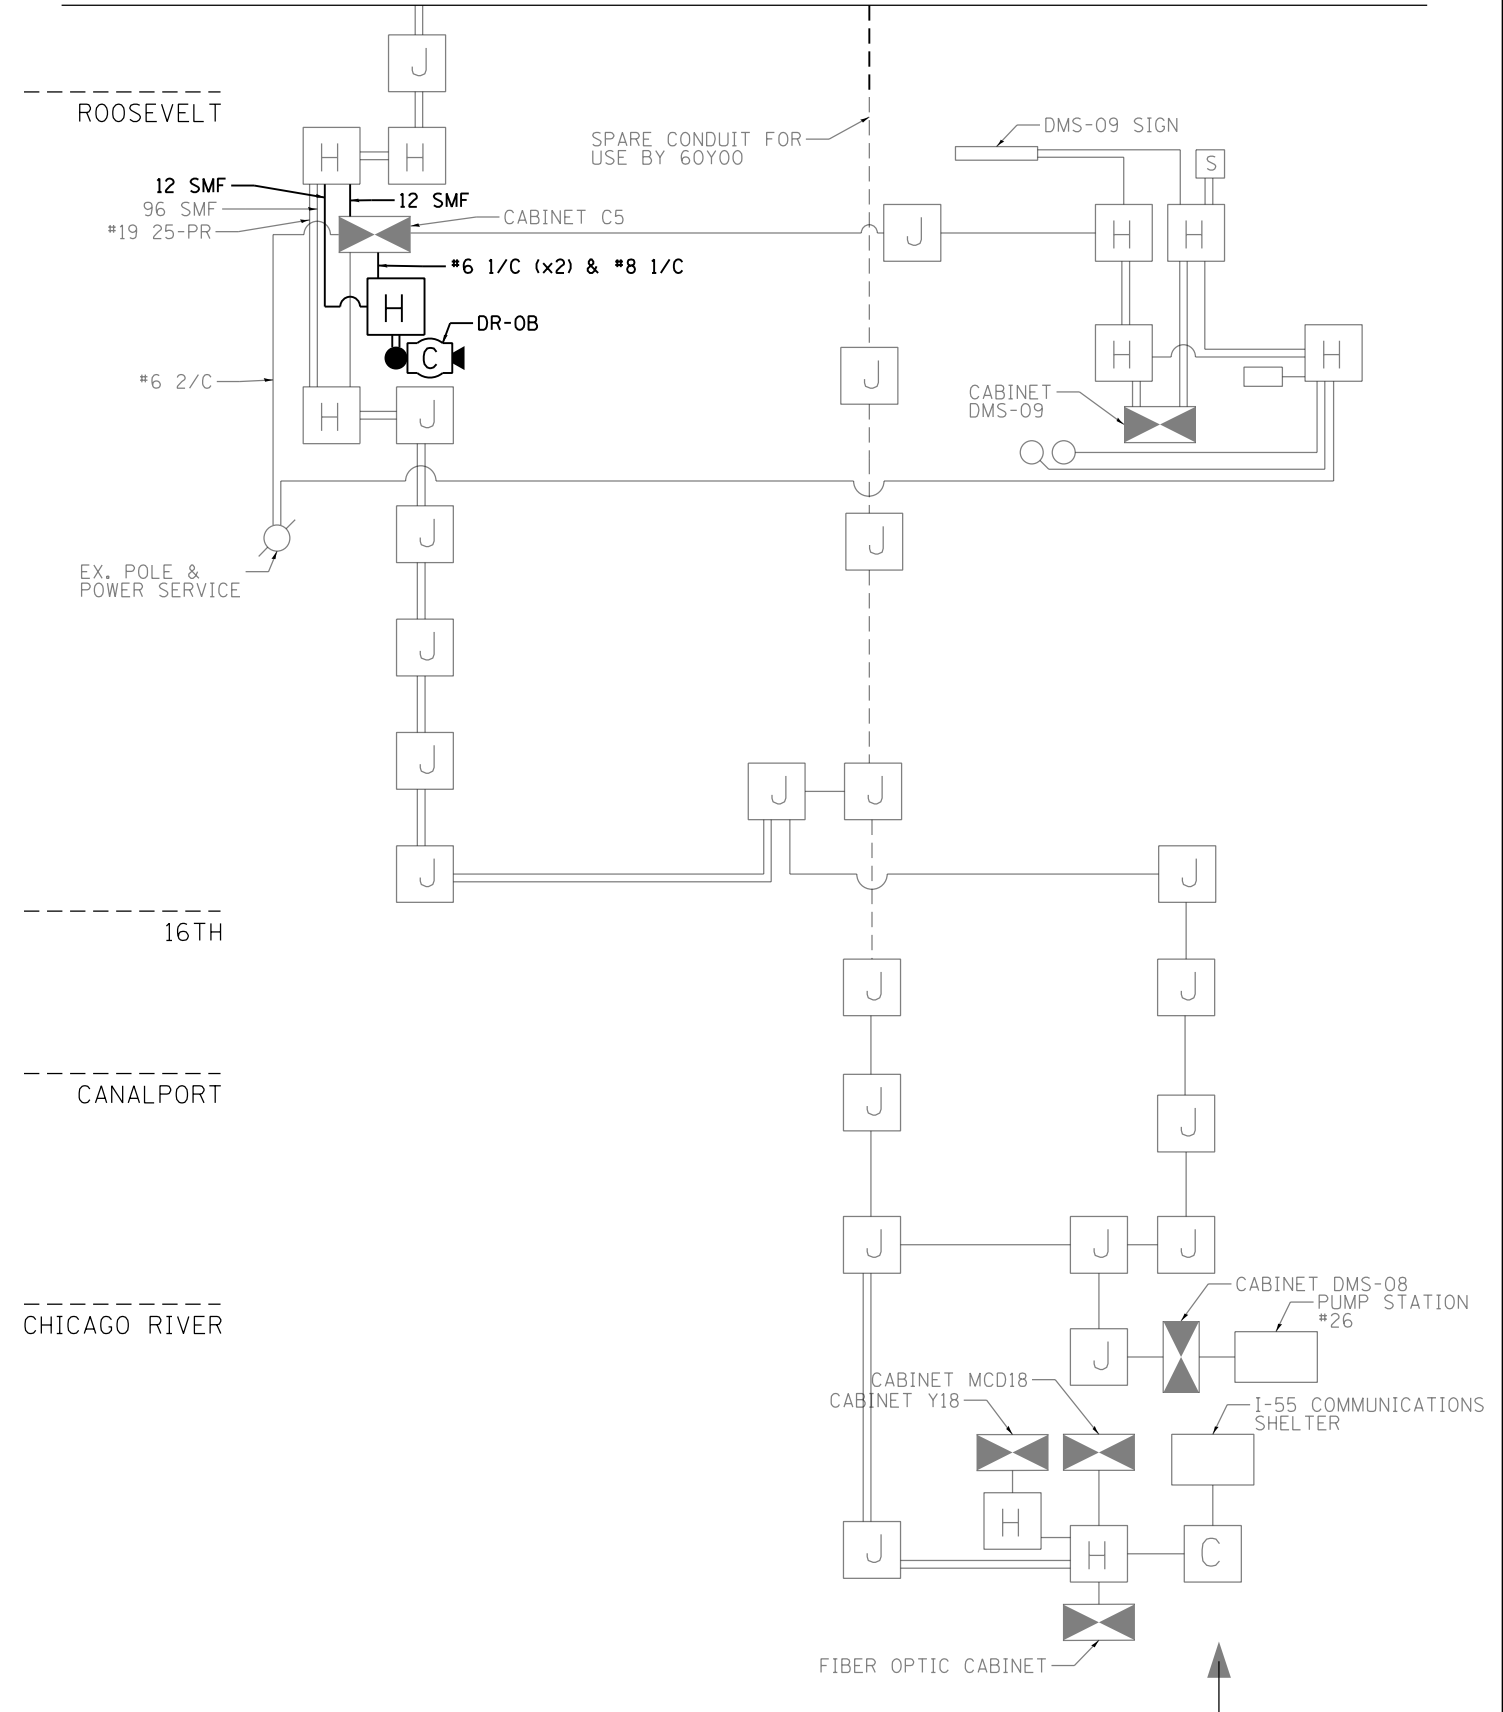 J
ROOSEVELT
H
H
SPARE CONDUIT FOR
USE BY 60Y00
DMS-09 SIGN
S
12 SMF
96 SMF
#19 25-PR
12 SMF
CABINET C5
J
H
H
#6 1/C (x2) & #8 1/C
H
DR-0B
C
#6 2/C
H
J
J
H
H
CABINET
DMS-09
J
J
EX. POLE &
POWER SERVICE
J
J
J
J
J
J
16TH
J
J
CANALPORT
J
J
J
J
J
CHICAGO RIVER
CABINET DMS-08
PUMP STATION
#26
J
CABINET MCD18
CABINET Y18
I-55 COMMUNICATIONS
SHELTER
H
J
H
C
FIBER OPTIC CABINET